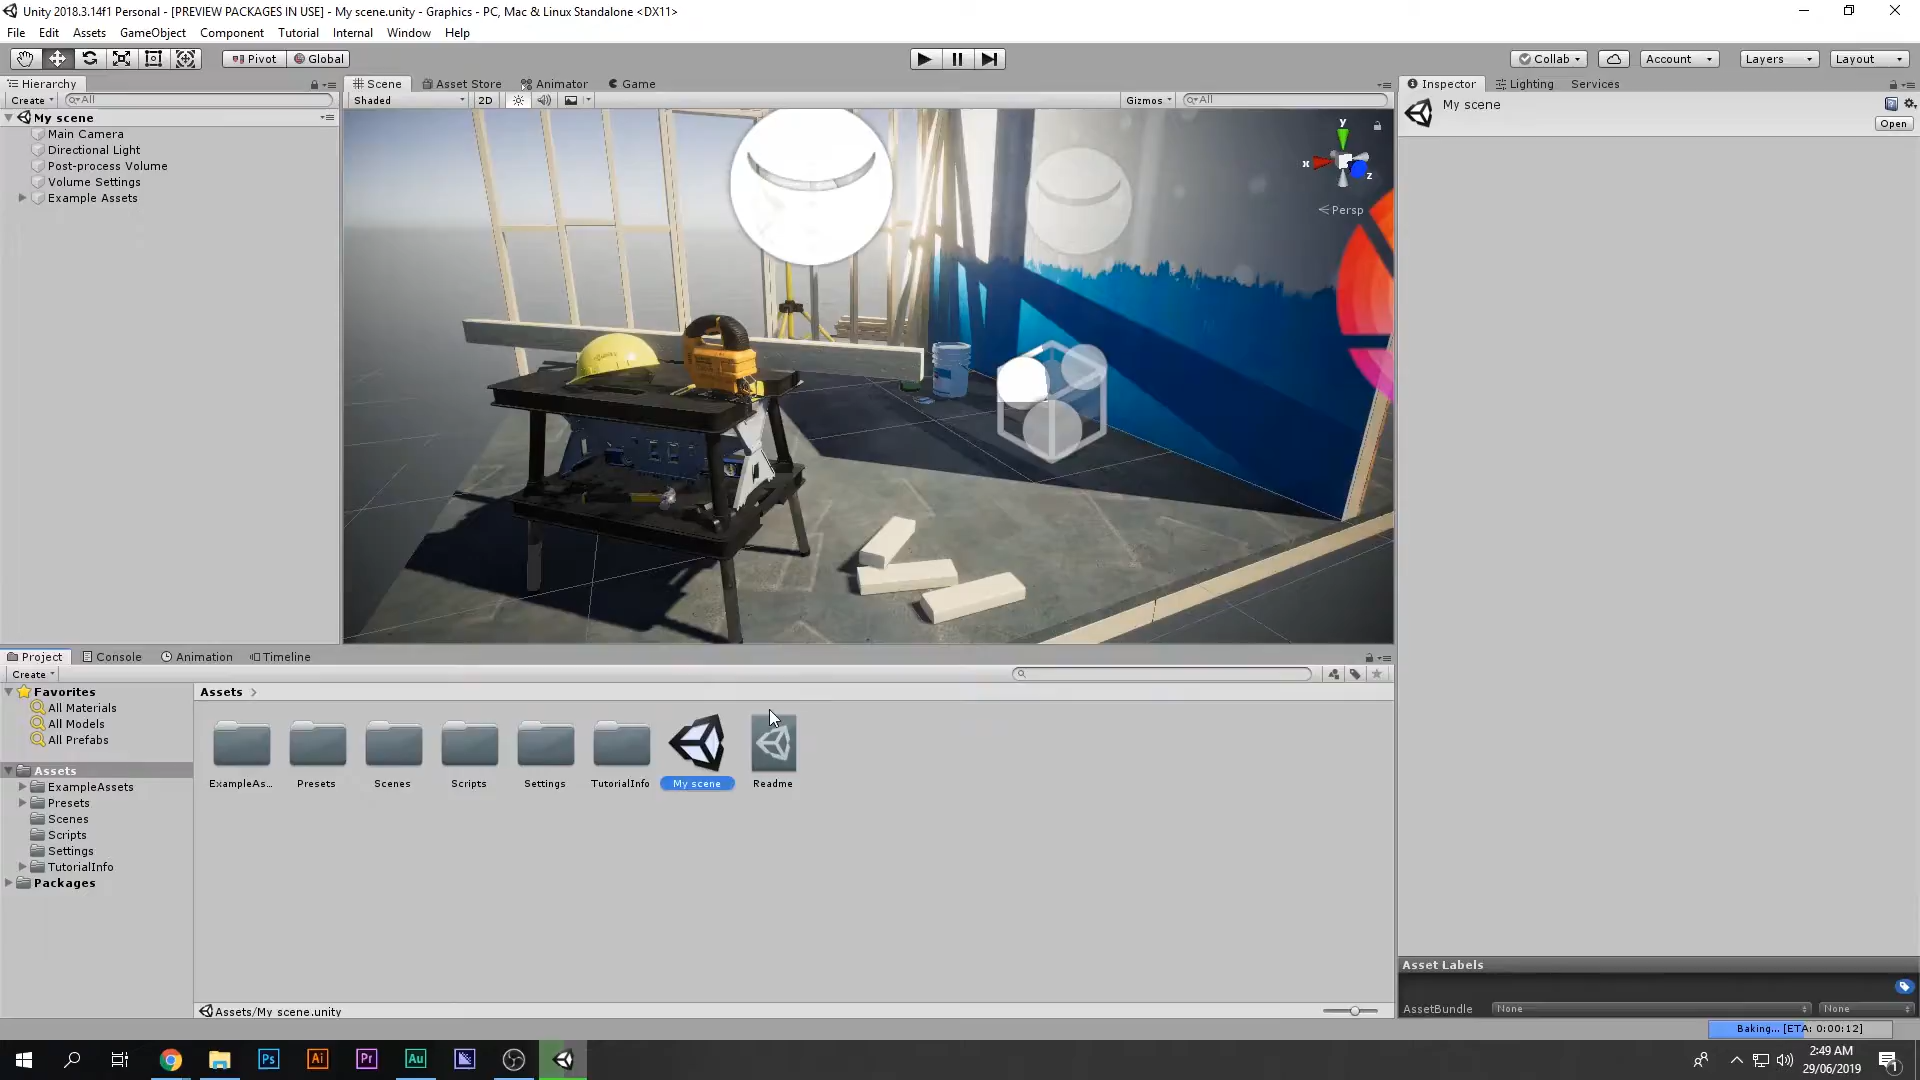 Unity 2018.3.14f1 Personal - [PREVIEW PACKAGES IN USE] - My scene.unity - Graphics - PC, Mac & Linux Standalone <DX11>
File Edit Assets GameObject Component Tutorial Internal Window Help
Pivot Global Collab Account Layers Layout
Hierarchy Scene Asset Store Animator Game Inspector Lighting Services
Create All Shaded 2D Gizmos All My scene
Open
My scene
Main Camera
Directional Light
Post-process Volume
Volume Settings
Example Assets
y
x
z
Persp
Project Console Animation Timeline
Create
Favorites
All Materials
All Models
All Prefabs
Assets
ExampleAssets
Presets
Scenes
Scripts
Settings
TutorialInfo
Packages
Assets
ExampleAs... Presets Scenes Scripts Settings TutorialInfo My scene Readme
Assets/My scene.unity
Asset Labels
AssetBundle None None
Baking... [ETA: 0:00:12]
Ps Ai Pr Au
2:49 AM
29/06/2019
1